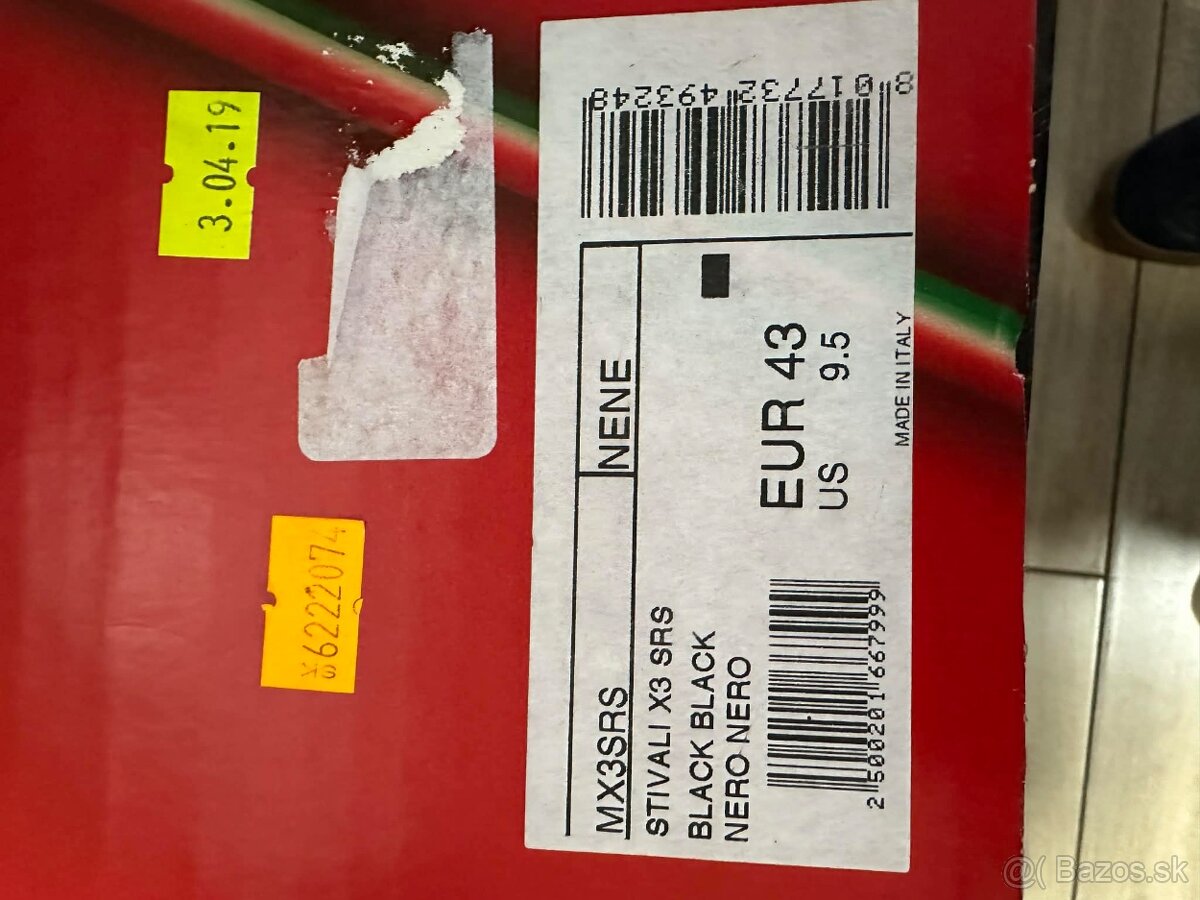 3.04.19
6222074
MX3SRS NENE
STIVALI X3 SRS
BLACK BLACK
NERO NERO
EUR 43
US 9.5
2 500201 667999
MADE IN ITALY
8 017732 493248
@( Bazos.sk